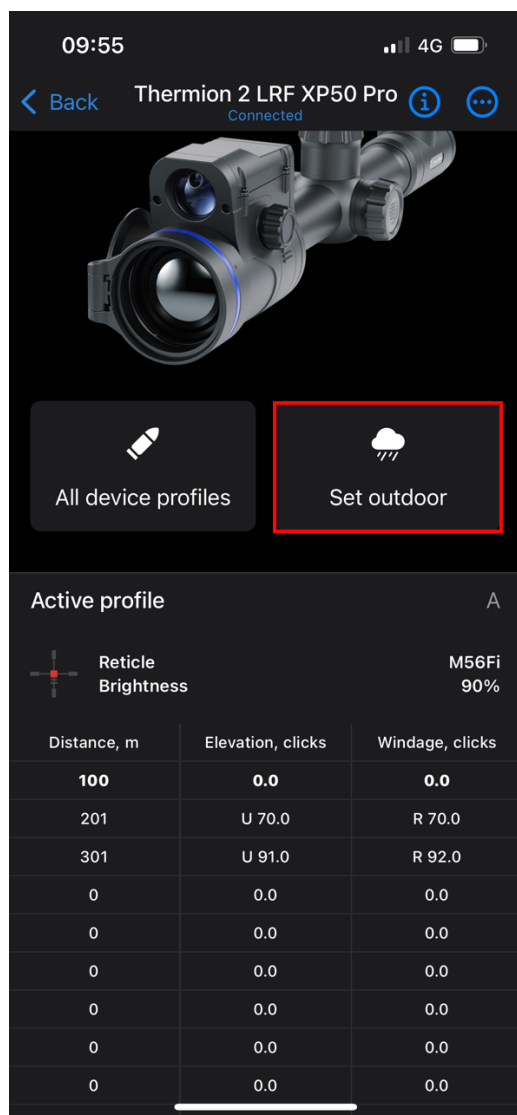 09:55
4G
Back
Thermion 2 LRF XP50 Pro
Connected
All device profiles
Set outdoor
Active profile A
Reticle M56Fi
Brightness 90%
Distance, m Elevation, clicks Windage, clicks
100 0.0 0.0
201 U 70.0 R 70.0
301 U 91.0 R 92.0
0 0.0 0.0
0 0.0 0.0
0 0.0 0.0
0 0.0 0.0
0 0.0 0.0
0 0.0 0.0